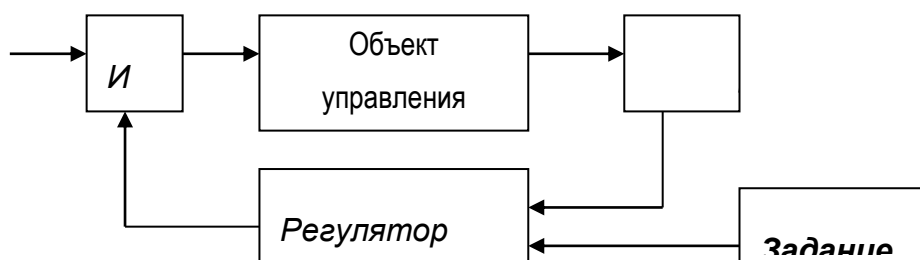 Объект
И
управления
Регулятор
Задание